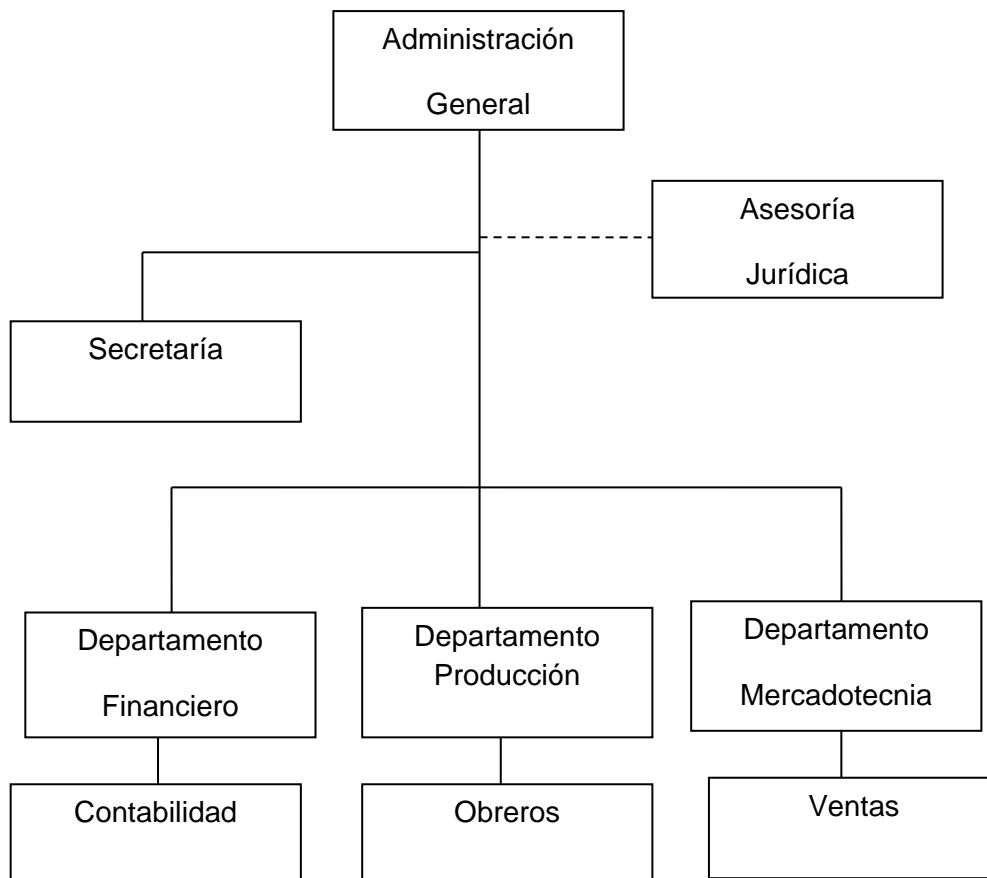 Administración
General
Asesoría
Jurídica
Secretaría
Departamento
Financiero
Departamento
Producción
Departamento
Mercadotecnia
Contabilidad
Obreros
Ventas